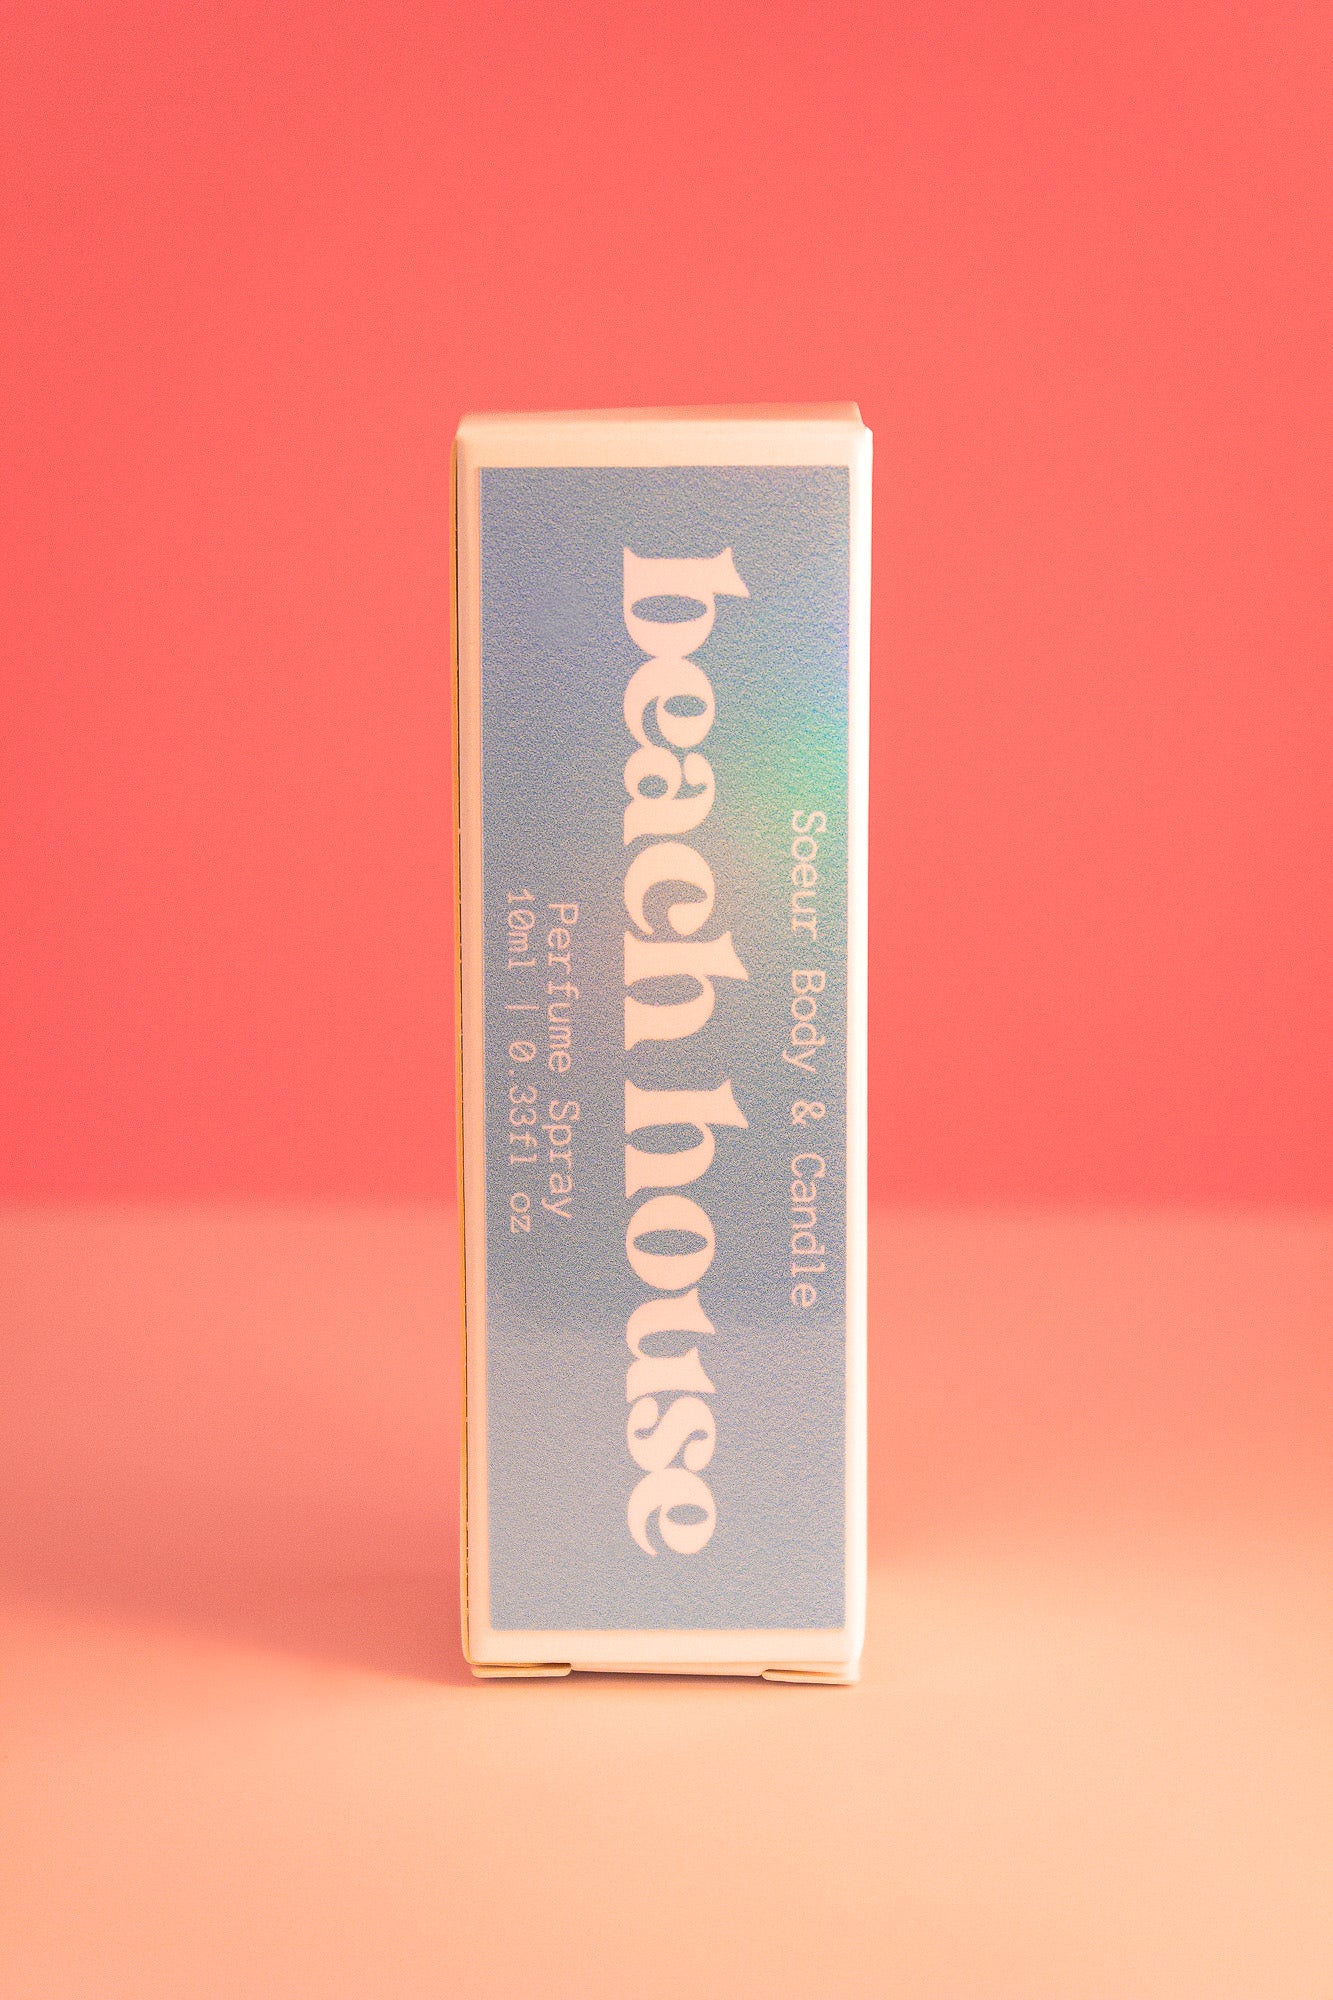 Soeur Body & Candle
beach house
Perfume Spray
10ml | 0.33fl oz